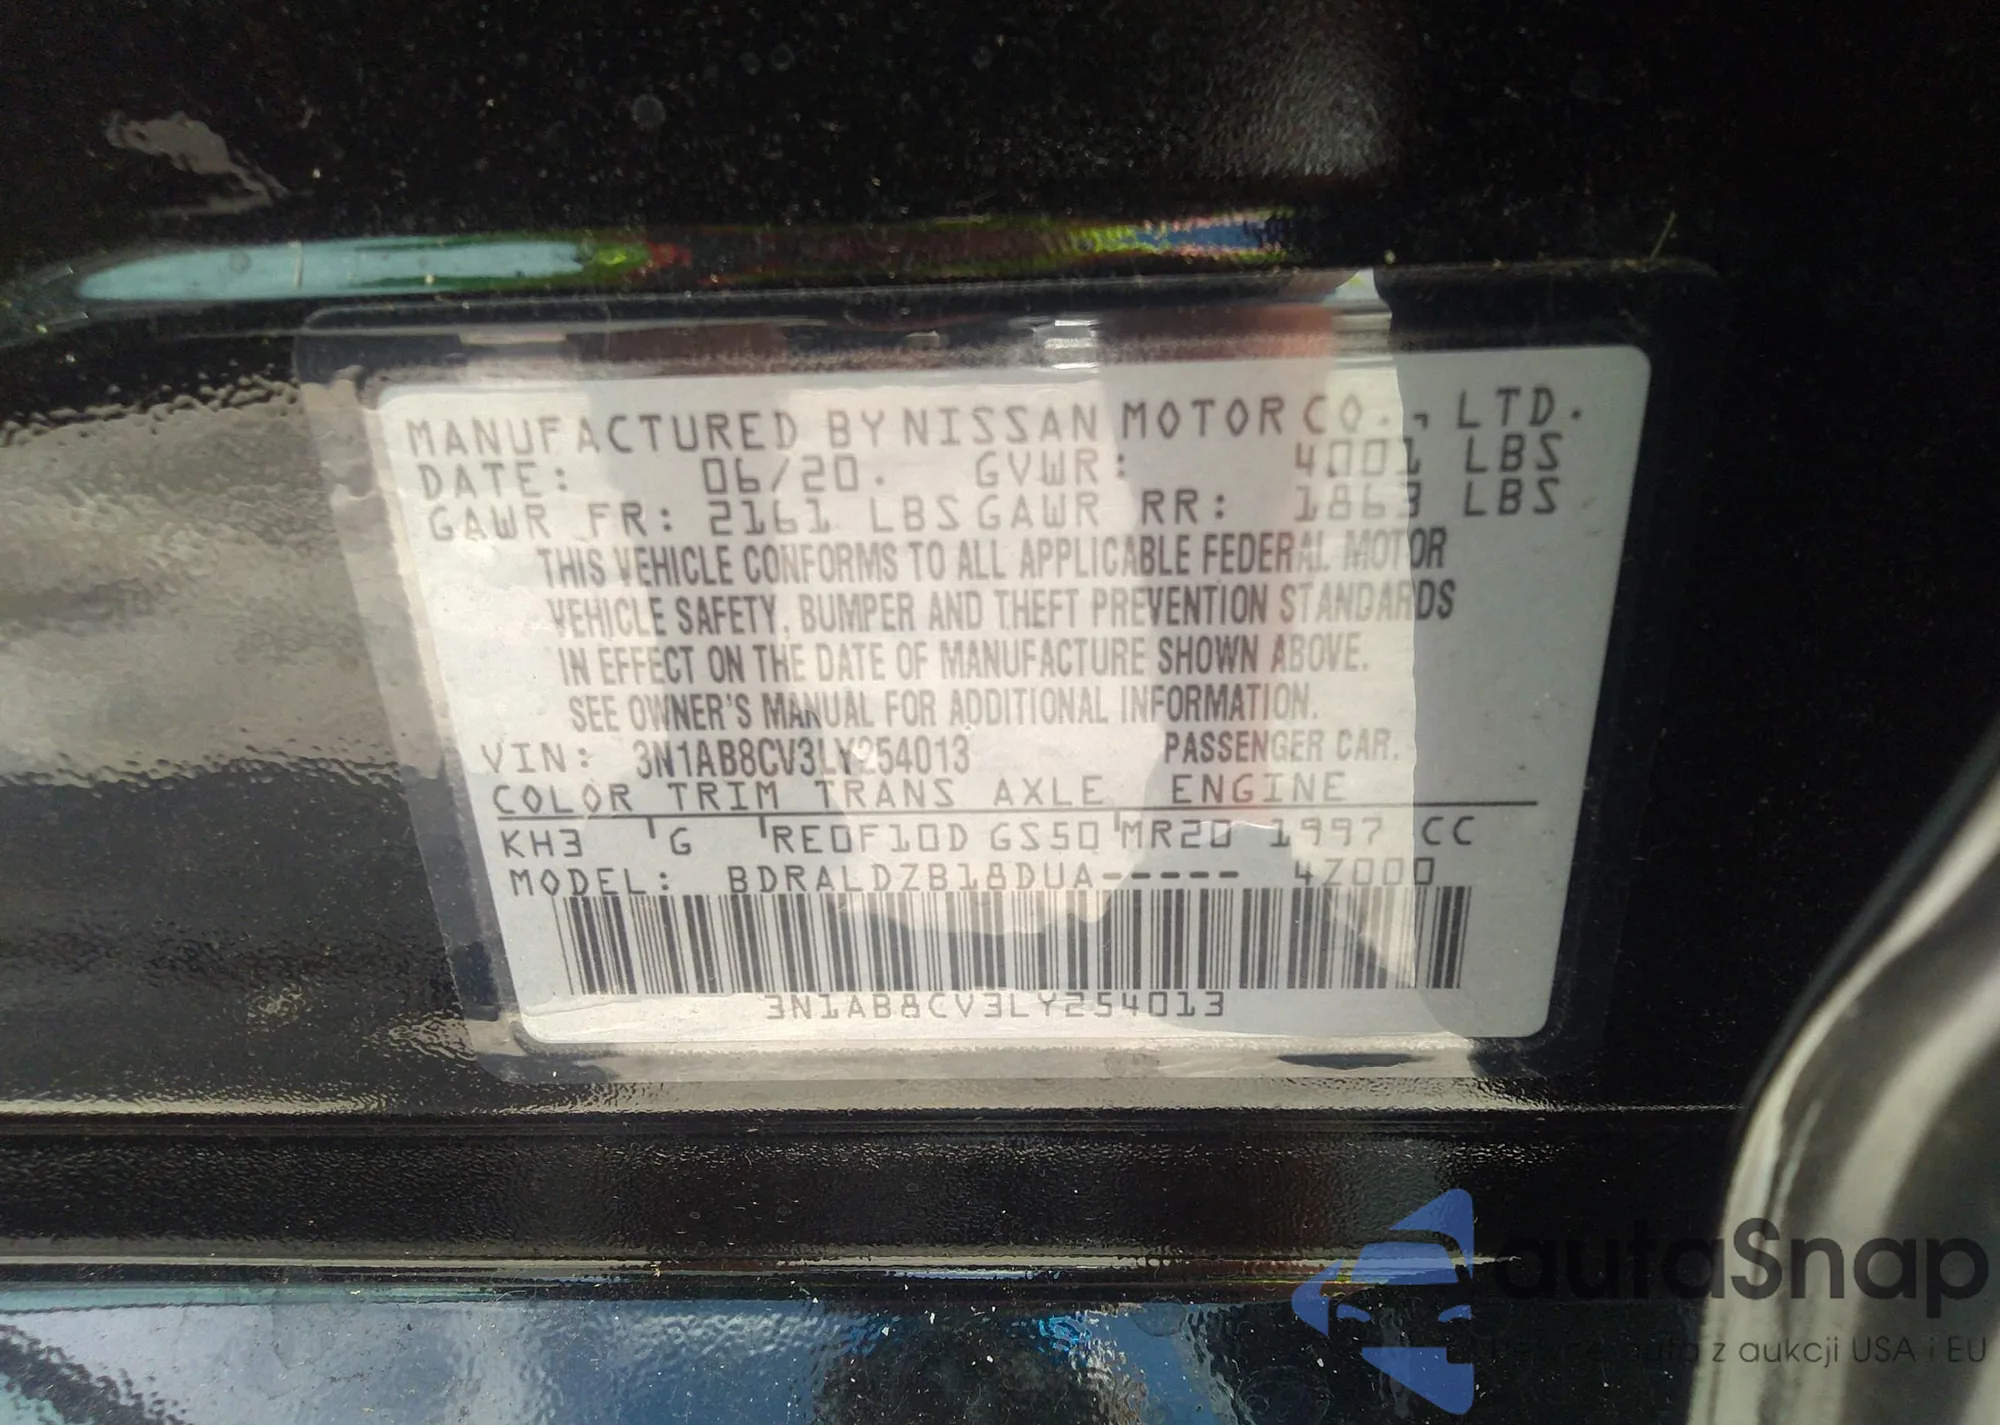 MANUFACTURED BY NISSAN MOTOR CO., LTD.
DATE: 06/20. GVWR: 4001 LBS
GAWR FR: 2161 LBS GAWR RR: 1863 LBS
THIS VEHICLE CONFORMS TO ALL APPLICABLE FEDERAL MOTOR
VEHICLE SAFETY, BUMPER AND THEFT PREVENTION STANDARDS
IN EFFECT ON THE DATE OF MANUFACTURE SHOWN ABOVE.
SEE OWNER'S MANUAL FOR ADDITIONAL INFORMATION.
VIN: 3N1AB8CV3LY254013 PASSENGER CAR.
COLOR TRIM TRANS AXLE ENGINE
KH3 G RE0F10D GS50 MR20 1997 CC
MODEL: BDRALDZB18DUA----- 4Z000
3N1AB8CV3LY254013
autaSnap
auta z aukcji USA i EU